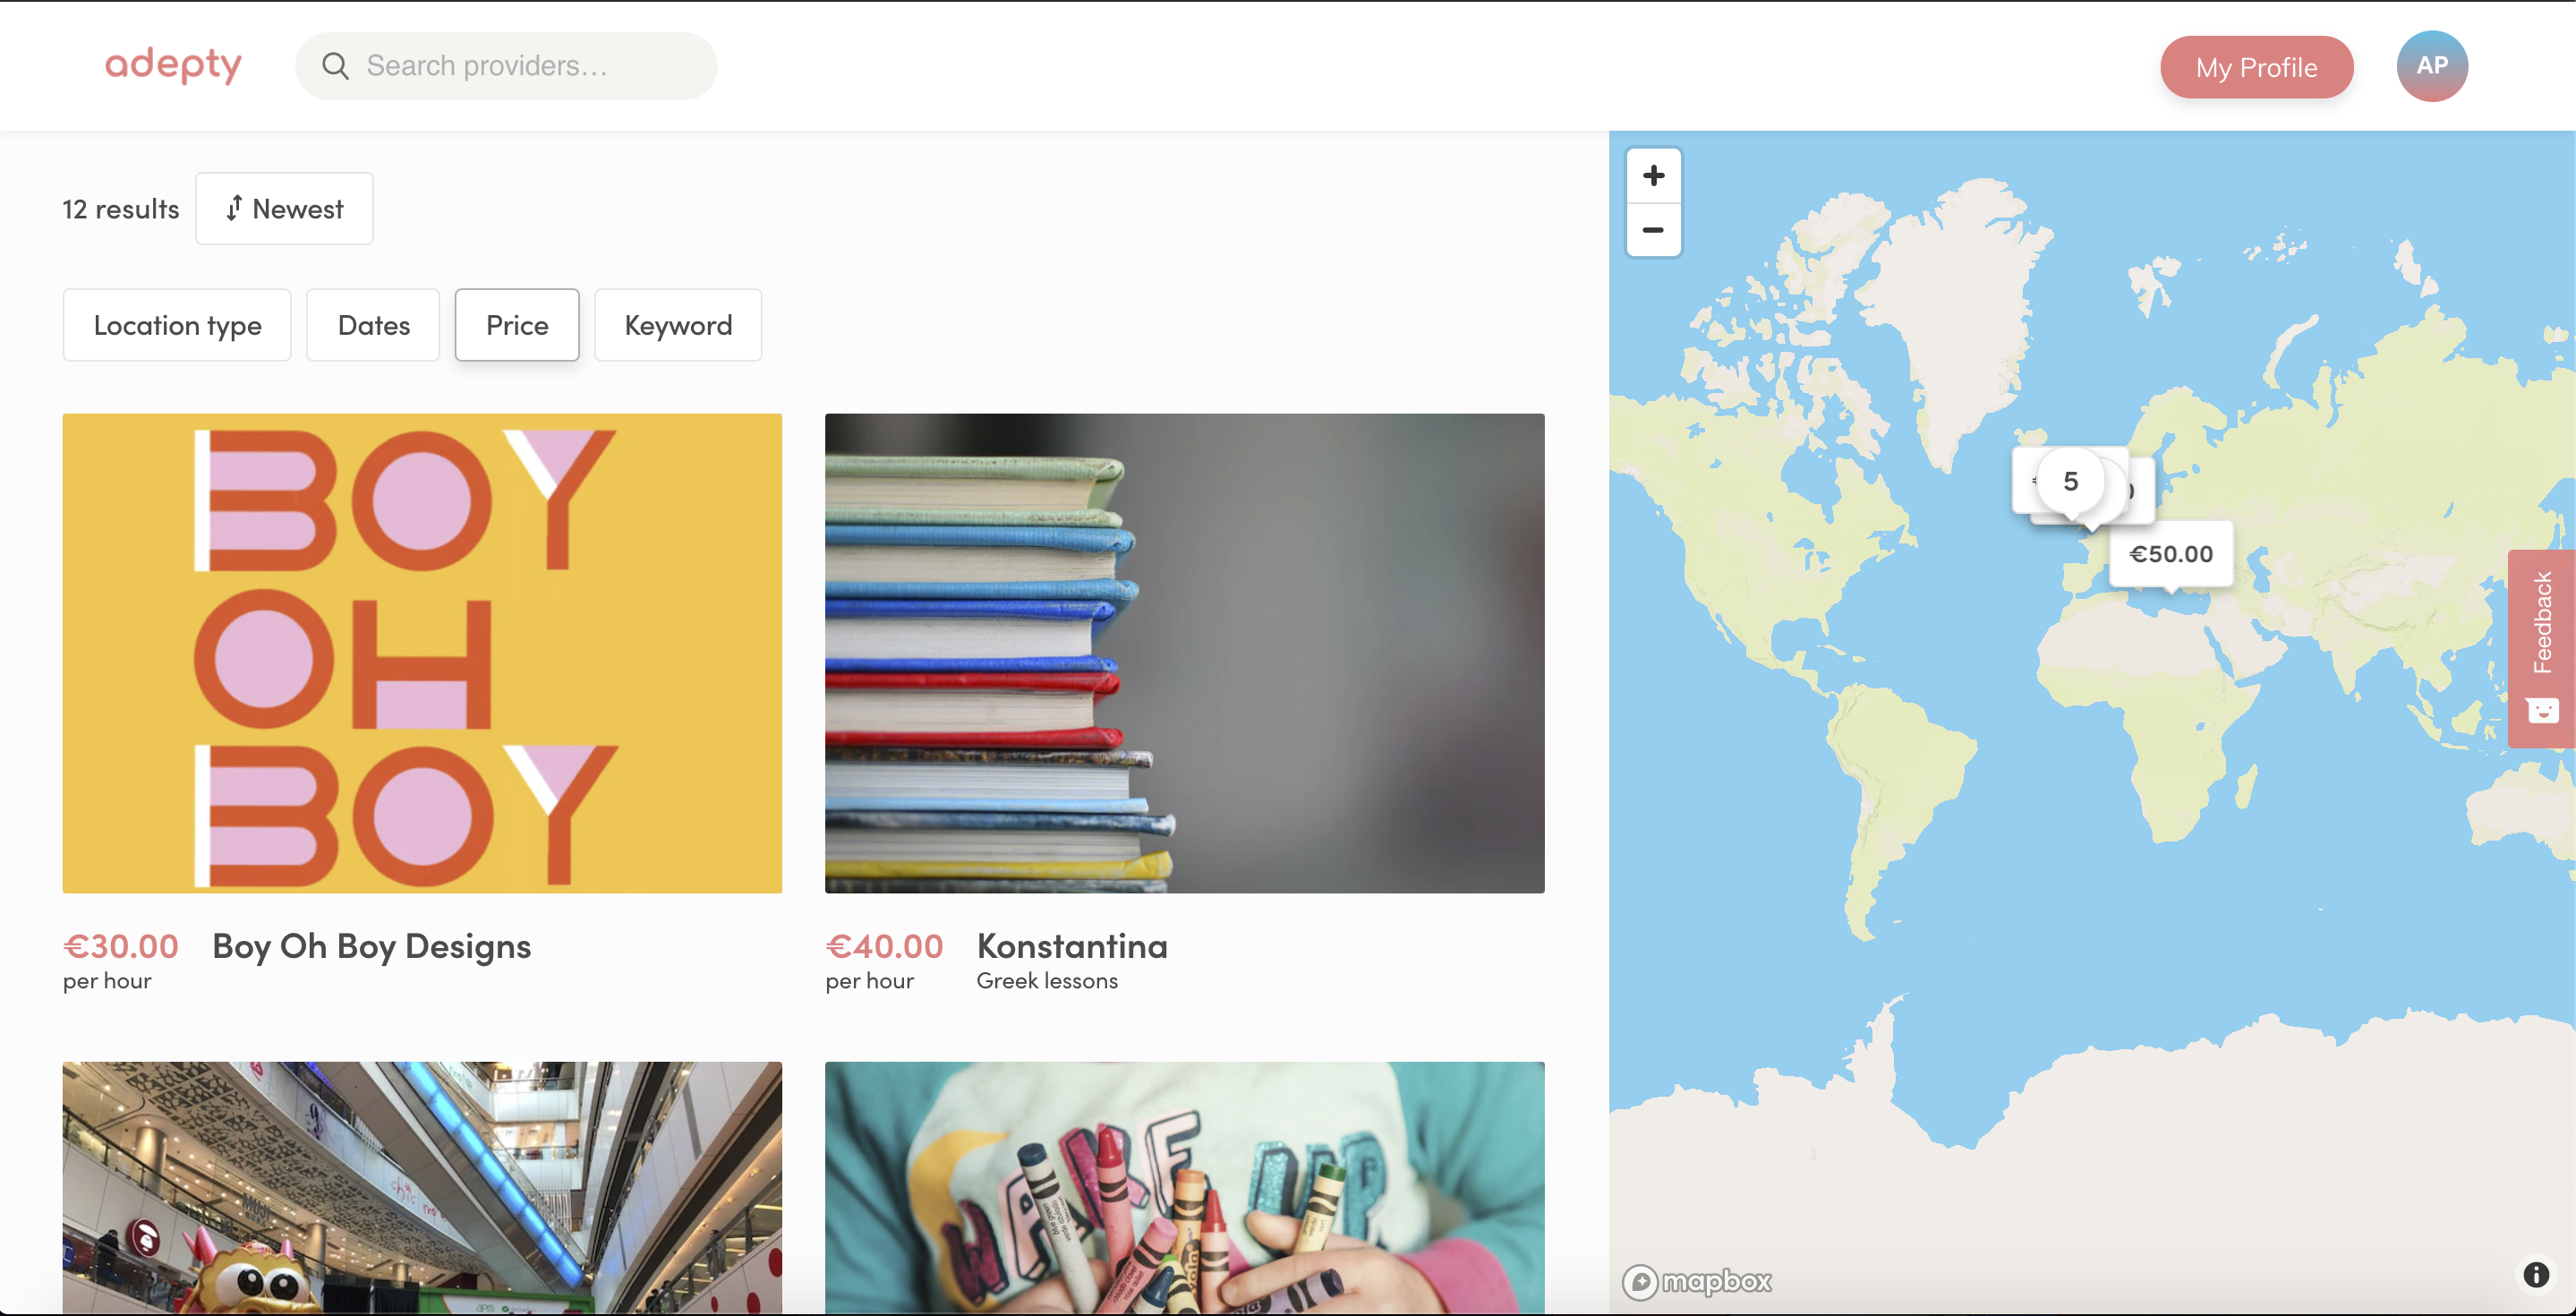 adepty
Search providers...
My Profile
AP
12 results
Newest
Location type
Dates
Price
Keyword
BOY
OH
BOY
€30.00
Boy Oh Boy Designs
per hour
€40.00
Konstantina
per hour
Greek lessons
+
−
5
€50.00
Feedback
mapbox